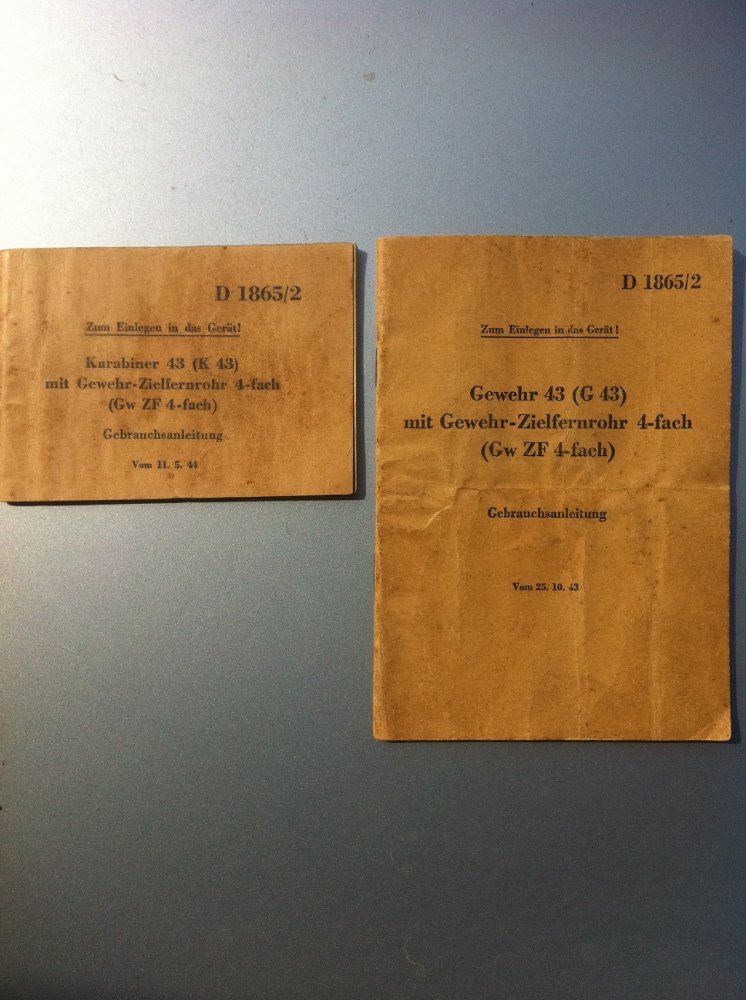 D 1865/2
Zum Einlegen in das Gerät!
Karabiner 43 (K 43)
mit Gewehr-Zielfernrohr 4-fach
(Gw ZF 4-fach)
Gebrauchsanleitung
Vom 11. 5. 44
D 1865/2
Zum Einlegen in das Gerät!
Gewehr 43 (G 43)
mit Gewehr-Zielfernrohr 4-fach
(Gw ZF 4-fach)
Gebrauchsanleitung
Vom 25. 10. 43